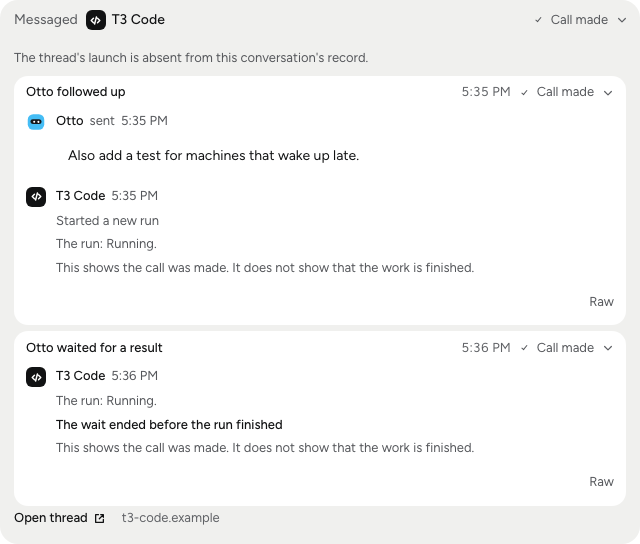 Messaged T3 Code Call made
The thread's launch is absent from this conversation's record.
Otto followed up 5:35 PM Call made
Otto sent 5:35 PM
Also add a test for machines that wake up late.
T3 Code 5:35 PM
Started a new run
The run: Running.
This shows the call was made. It does not show that the work is finished.
Raw
Otto waited for a result 5:36 PM Call made
T3 Code 5:36 PM
The run: Running.
The wait ended before the run finished
This shows the call was made. It does not show that the work is finished.
Raw
Open thread t3-code.example